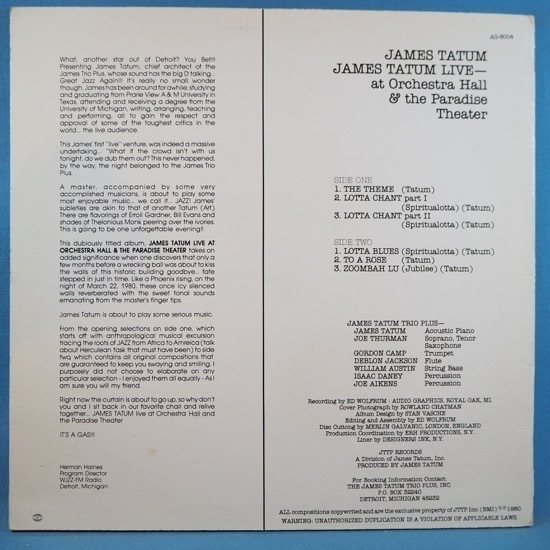 What, another star out of Detroit? You Bet!!!
Presenting James Tatum, chief architect of the
James Trio Plus, whose sound has the big D talking...
Great Jazz Again!!! It's really no small wonder
though, James has been around for awhile, studying
and graduating from Prarie View A & M University in
Texas, attending and receiving a degree from the
University of Michigan, writing, arranging, teaching
and performing, all to gain the respect and
approval of some of the toughest critics in the
world... the live audience.
This James' first "live" venture, was indeed a massive
undertaking... "What if the crowd isn't with us
tonight, do we dub them out? This never happened,
by the way, the night belonged to the James Trio
Plus.
A master, accompanied by some very
accomplished musicians, is about to play some
most enjoyable music... we call it... JAZZ! James'
subleties are akin to that of another Tatum (Art).
There are flavorings of Erroll Gardner, Bill Evans and
shades of Thelonious Monk peering over the ivories.
This is going to be one unforgettable evening!!
This dubiously titled album, JAMES TATUM LIVE AT
ORCHESTRA HALL & THE PARADISE THEATER takes on
added significance when one discovers that only a
few months before a wrecking ball was about to kiss
the walls of this historic building goodbye... fate
stepped in just in time. Like a Phoenix rising, on the
night of March 22, 1980, these once icy silenced
walls reverberated with the sweet tonal sounds
emanating from the master's finger tips.
James Tatum is about to play some serious music.
From the opening selections on side one, which
starts off with anthropological musical excursion
tracing the roots of JAZZ from Africa to Amreica (talk
about Herculean task that must have been) to side
two which contains all original compositions that
are guaranteed to keep you swaying and smiling. I
purposely did not choose to elaborate on any
particular selection - I enjoyed them all equally - As I
am sure you will my friend.
Right now the curtain is about to go up, so why don't
you and I sit back in our favorite chair and relive
together... JAMES TATUM live at Orchestra Hall and
the Paradise Theater
IT'S A GAS!!!
Herman Haines
Program Director
WJZZ-FM Radio
Detroit, Michigan
AG-8004
JAMES TATUM
JAMES TATUM LIVE—
at Orchestra Hall
& the Paradise
Theater
SIDE ONE
1. THE THEME (Tatum)
2. LOTTA CHANT part I
(Spiritualotta) (Tatum)
3. LOTTA CHANT part II
(Spiritualotta) (Tatum)
SIDE TWO
1. LOTTA BLUES (Spiritualotta) (Tatum)
2. TO A ROSE (Tatum)
3. ZOOMBAH LU (Jubilee) (Tatum)
JAMES TATUM TRIO PLUS—
JAMES TATUM Acoustic Piano
JOE THURMAN Soprano, Tenor
Saxophone
GORDON CAMP Trumpet
DEBLON JACKSON Flute
WILLIAM AUSTIN String Bass
ISAAC DANEY Percussion
JOE AIKENS Percussion
Recording by ED WOLFRUM - AUDIO GRAPHICS, ROYAL OAK, MI.
Cover Photograph by ROWLAND CHATMAN
Album Design by STAN VASCHE
Editing and Assembly by ED WOLFRUM
Disc Cuttong by MERLIN GALVANIC, LONDON, ENGLAND
Production Coordination by ERH PRODUCTIONS, N.Y.
Liner by DESIGNERS INK, N.Y.
JTTP RECORDS
A Division of James Tatum, Inc.
PRODUCED BY JAMES TATUM
For Booking Information Contact:
THE JAMES TATUM TRIO PLUS, INC.
P.O. BOX 32240
DETROIT, MICHIGAN 48232
ALL compositions copywrited and are the exclusive property of JTTP Inc. (BMI) © ℗ 1980
WARNING: UNAUTHORIZED DUPLICATION IS A VIOLATION OF APPLICABLE LAWS.